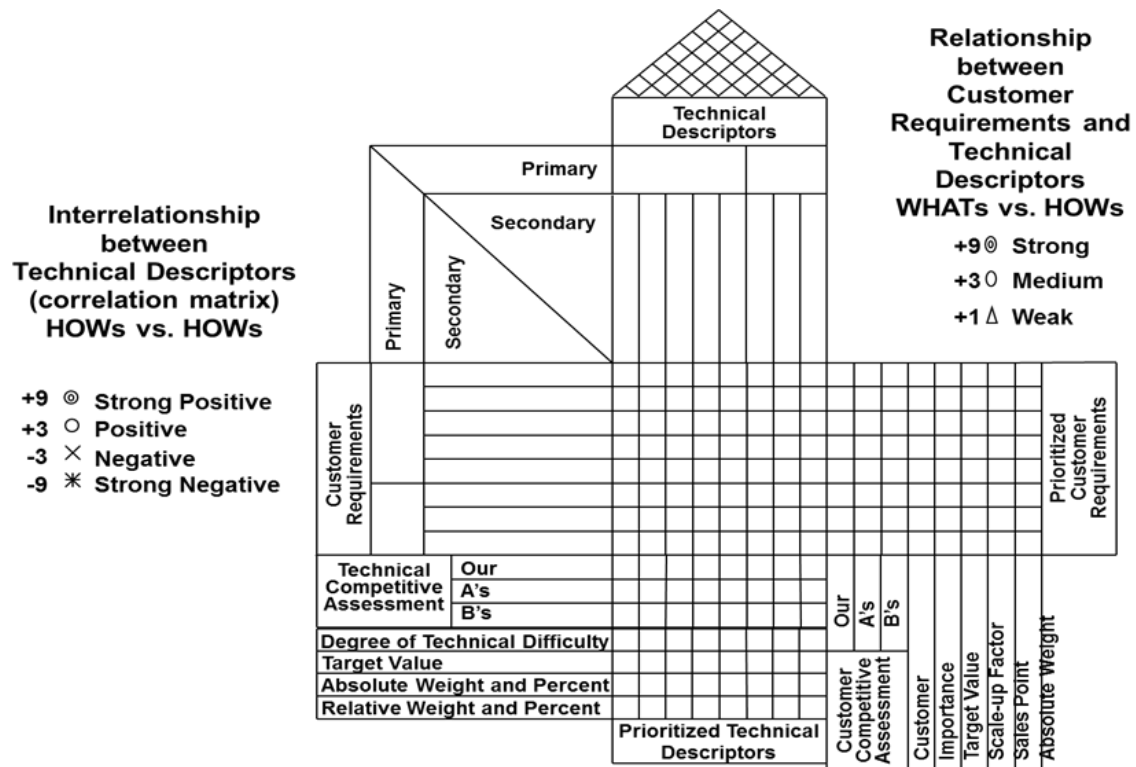 Technical
Descriptors
Primary
Secondary
Primary
Secondary
Relationship
between
Customer
Requirements and
Technical
Descriptors
WHATs vs. HOWs
+9 Strong
+3 Medium
+1 Weak
Interrelationship
between
Technical Descriptors
(correlation matrix)
HOWs vs. HOWs
+9 Strong Positive
+3 Positive
-3 Negative
-9 Strong Negative
Customer
Requirements
Prioritized
Customer
Requirements
Technical
Competitive
Assessment
Our
A's
B's
Degree of Technical Difficulty
Target Value
Absolute Weight and Percent
Relative Weight and Percent
Prioritized Technical
Descriptors
Our
A's
B's
Customer
Competitive
Assessment
Customer
Importance
Target Value
Scale-up Factor
Sales Point
Absolute Weight